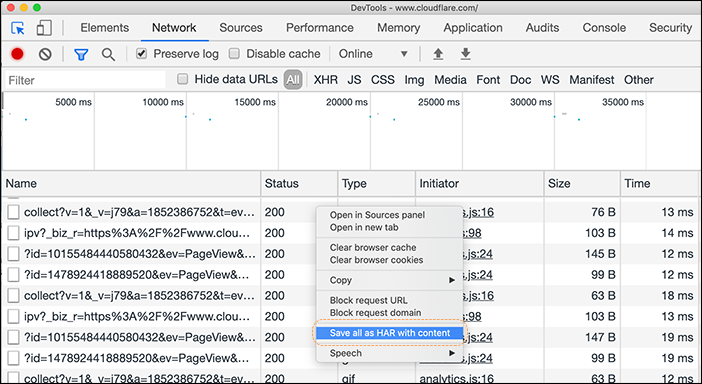 DevTools - www.cloudflare.com/
Elements Network Sources Performance Memory Application Audits Console Security
Preserve log Disable cache Online
Filter Hide data URLs All XHR JS CSS Img Media Font Doc WS Manifest Other
5000 ms 10000 ms 15000 ms 20000 ms 25000 ms 30000 ms 35000 ms
Name Status Type Initiator Size Time
collect?v=1&_v=j79&a=1852386752&t=ev… 200 s.js:16 76 B 13 ms
ipv?_biz_r=https%3A%2F%2Fwww.clou… 200 :98 103 B 14 ms
?id=10155484440580432&ev=PageView&… 200 s.js:24 145 B 12 ms
?id=1478924418889520&ev=PageView&… 200 s.js:24 99 B 12 ms
collect?v=1&_v=j79&a=1852386752&t=ev… 200 s.js:16 63 B 18 ms
ipv?_biz_r=https%3A%2F%2Fwww.clou… 200 :98 103 B 13 ms
?id=10155484440580432&ev=PageView&… 200 s.js:24 147 B 19 ms
?id=1478924418889520&ev=PageView&… 200 s.js:24 99 B 19 ms
collect?v=1&_v=j79&a=1852386752&t=ev… 200 gif analytics.js:16 63 B 19 ms
Open in Sources panel
Open in new tab
Clear browser cache
Clear browser cookies
Copy
Block request URL
Block request domain
Save all as HAR with content
Speech